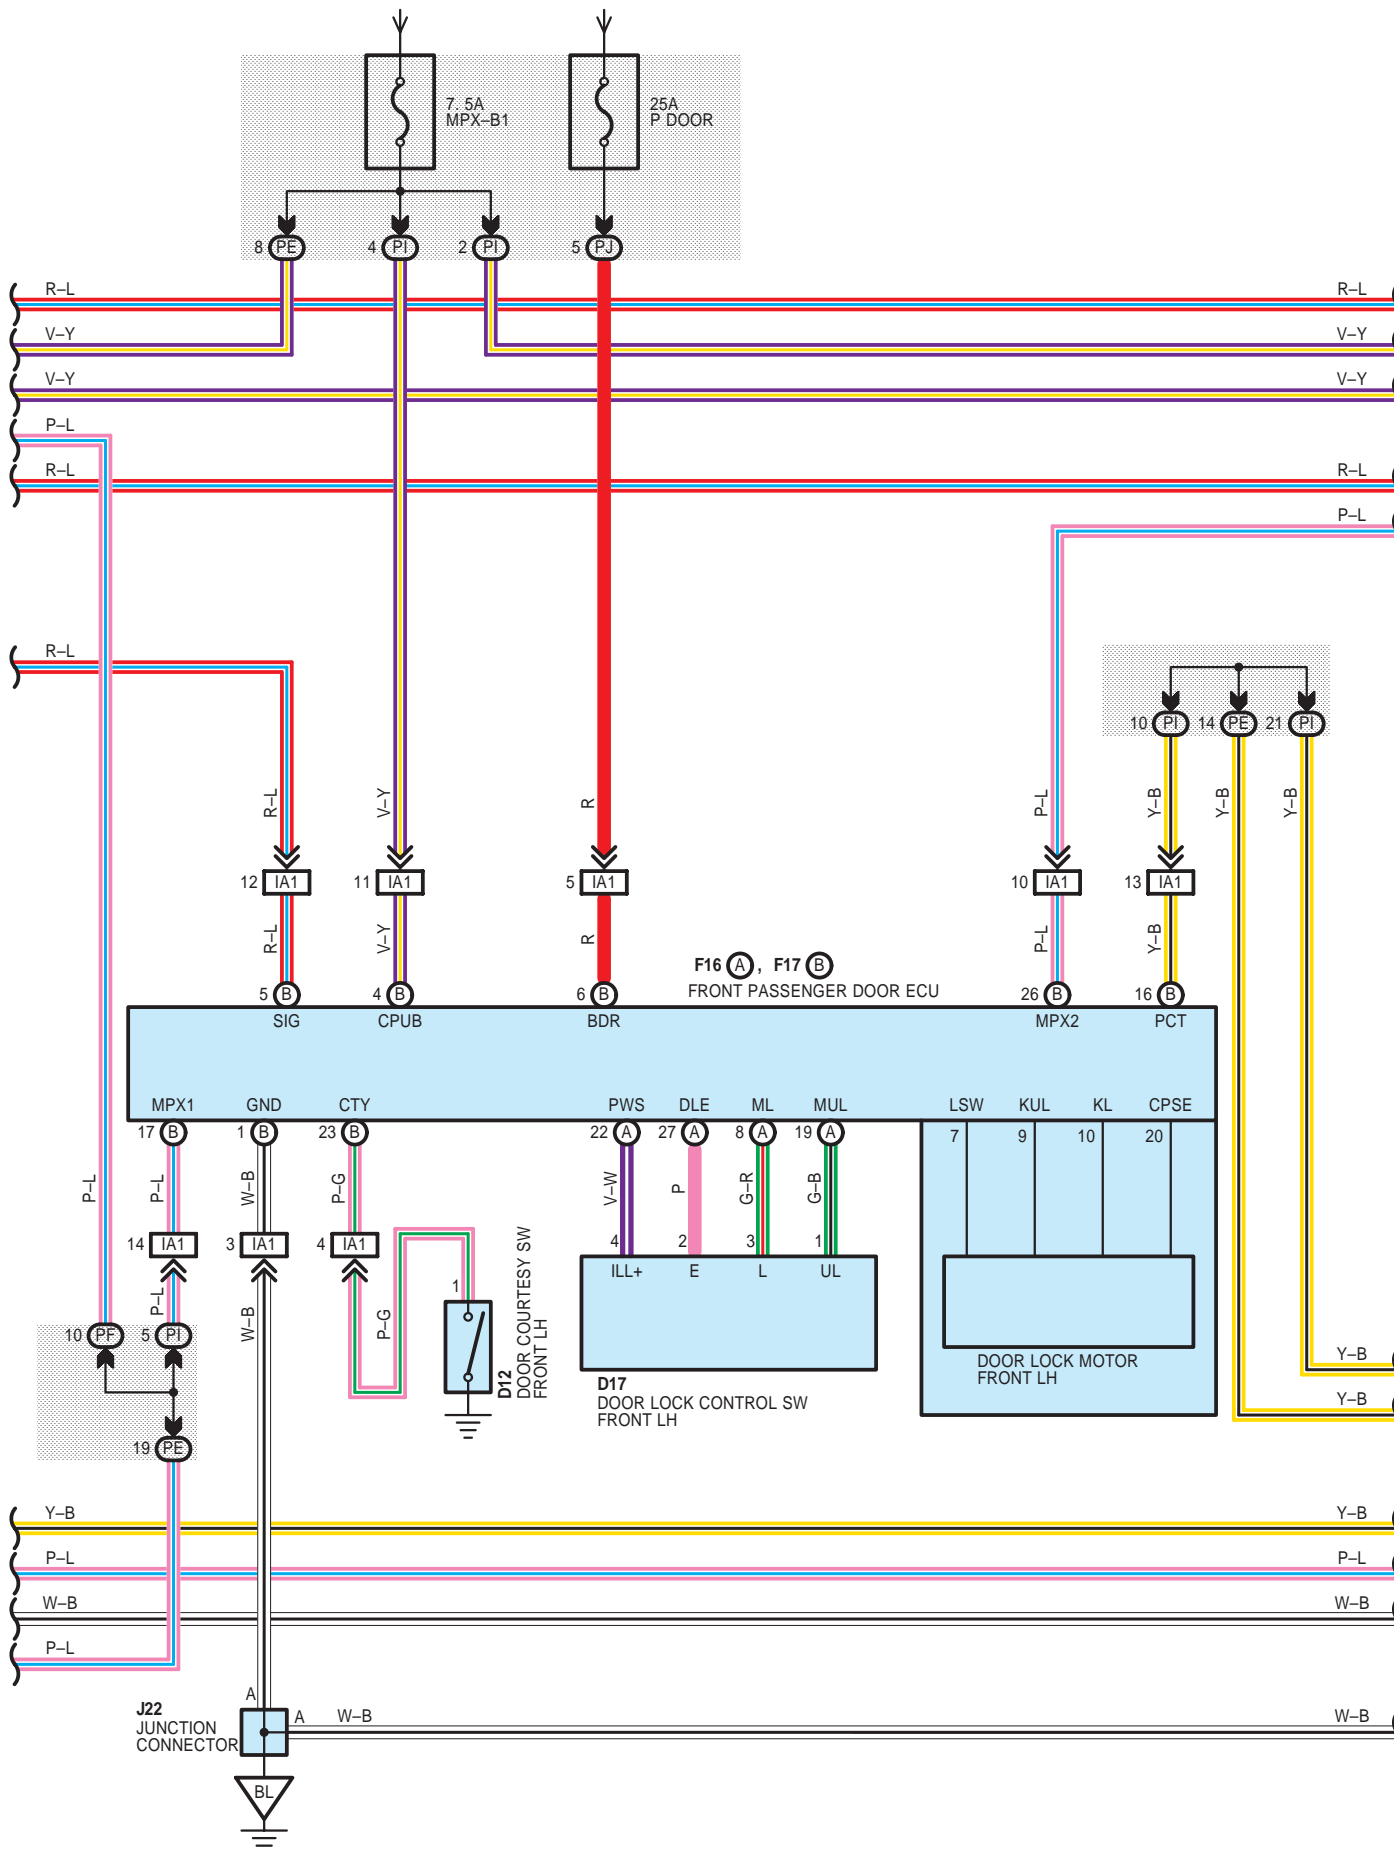 7. 5A
MPX–B1
25A
P DOOR
8 PE
4 PI
2 PI
5 PJ
R–L
R–L
V–Y
V–Y
V–Y
V–Y
P–L
R–L
R–L
P–L
R–L
10 PI
14 PE
21 PI
R–L
V–Y
R
P–L
Y–B
Y–B
Y–B
12 IA1
11 IA1
5 IA1
10 IA1
13 IA1
R–L
V–Y
R
P–L
Y–B
F16 A , F17 B
FRONT PASSENGER DOOR ECU
5 B
4 B
6 B
26 B
16 B
SIG
CPUB
BDR
MPX2
PCT
MPX1
GND
CTY
PWS
DLE
ML
MUL
LSW
KUL
KL
CPSE
17 B
1 B
23 B
22 A
27 A
8 A
19 A
7
9
10
20
P–L
P–L
W–B
P–G
V–W
P
G–R
G–B
14 IA1
3 IA1
4 IA1
4
2
3
1
ILL+
E
L
UL
P–L
W–B
P–G
1
D12
DOOR COURTESY SW
FRONT LH
10 PF
5 PI
19 PE
D17
DOOR LOCK CONTROL SW
FRONT LH
DOOR LOCK MOTOR
FRONT LH
Y–B
Y–B
Y–B
Y–B
P–L
P–L
W–B
W–B
P–L
A
J22
JUNCTION
CONNECTOR
A
W–B
W–B
BL